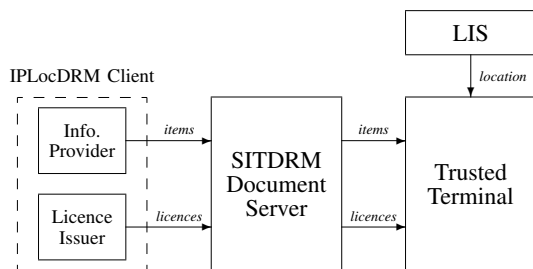 LIS
IPLocDRM Client
location
Info.
Provider
items
SITDRM
Document
Server
items
Trusted
Terminal
Licence
Issuer
licences
licences